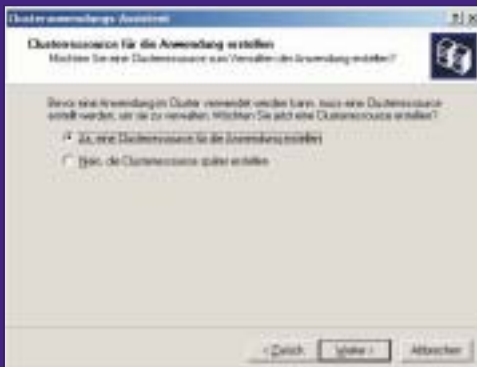 Clusteranwendungs-Assistent
Clusterressource für die Anwendung erstellen
Möchten Sie eine Clusterressource zum Verwalten der Anwendung erstellen?
Bevor eine Anwendung im Cluster verwendet werden kann, muss eine Clusterressource
erstellt werden, um sie zu verwalten. Möchten Sie jetzt eine Clusterressource erstellen?
Ja, eine Clusterressource für die Anwendung erstellen
Nein, die Clusterressource später erstellen
< Zurück
Weiter >
Abbrechen